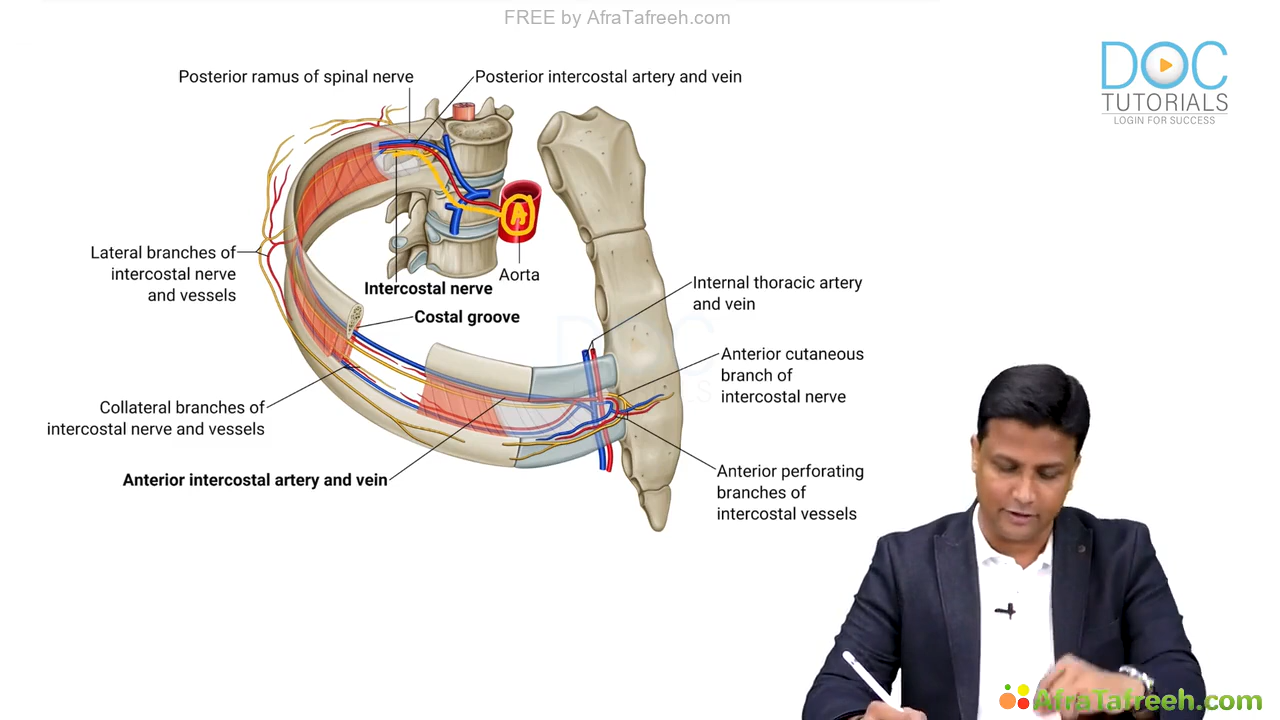 FREE by AfraTafreeh.com
DOC
TUTORIALS
LOGIN FOR SUCCESS
Posterior ramus of spinal nerve
Posterior intercostal artery and vein
A
Aorta
Lateral branches of
intercostal nerve
and vessels
Intercostal nerve
Costal groove
Internal thoracic artery
and vein
Anterior cutaneous
branch of
intercostal nerve
Collateral branches of
intercostal nerve and vessels
Anterior intercostal artery and vein
Anterior perforating
branches of
intercostal vessels
AfraTafreeh.com